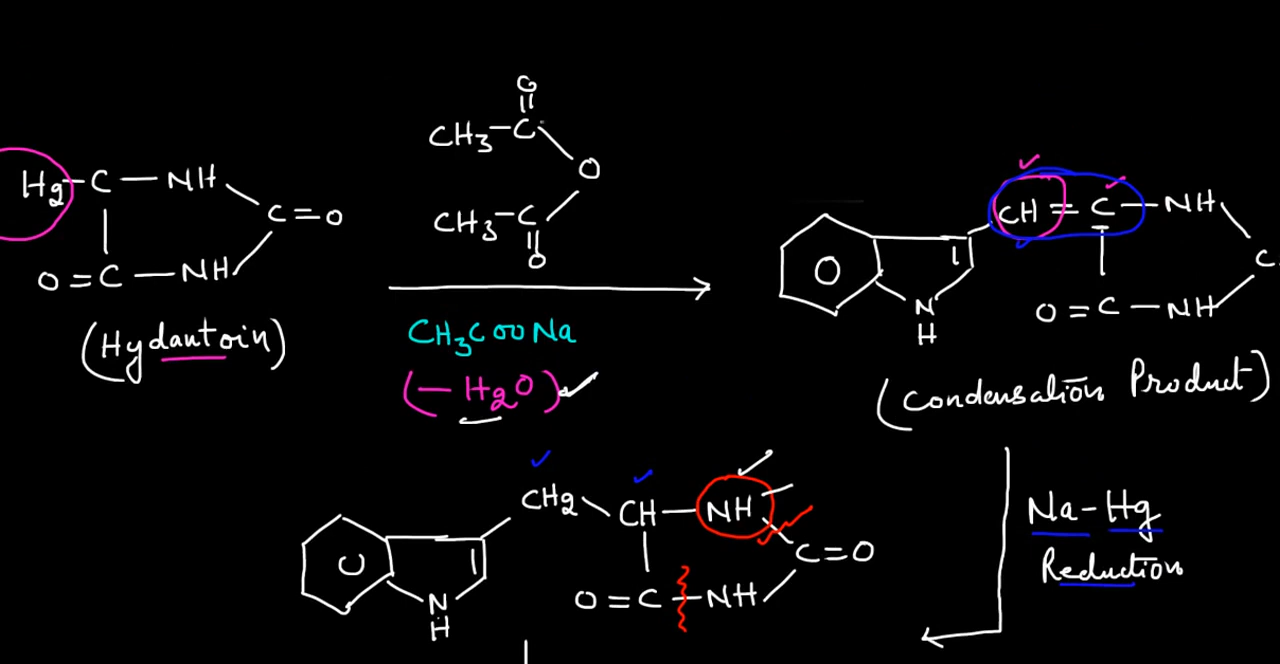 O
||
CH3–C
O
CH3–C
||
O
H2–C—NH
C=O
O=C—NH
(Hydantoin)
CH3COONa
(–H2O)
CH=C—NH
C
O=C—NH
N
H
(Condensation Product)
Na-Hg
Reduction
CH2
CH—NH
C=O
O=C—NH
N
H